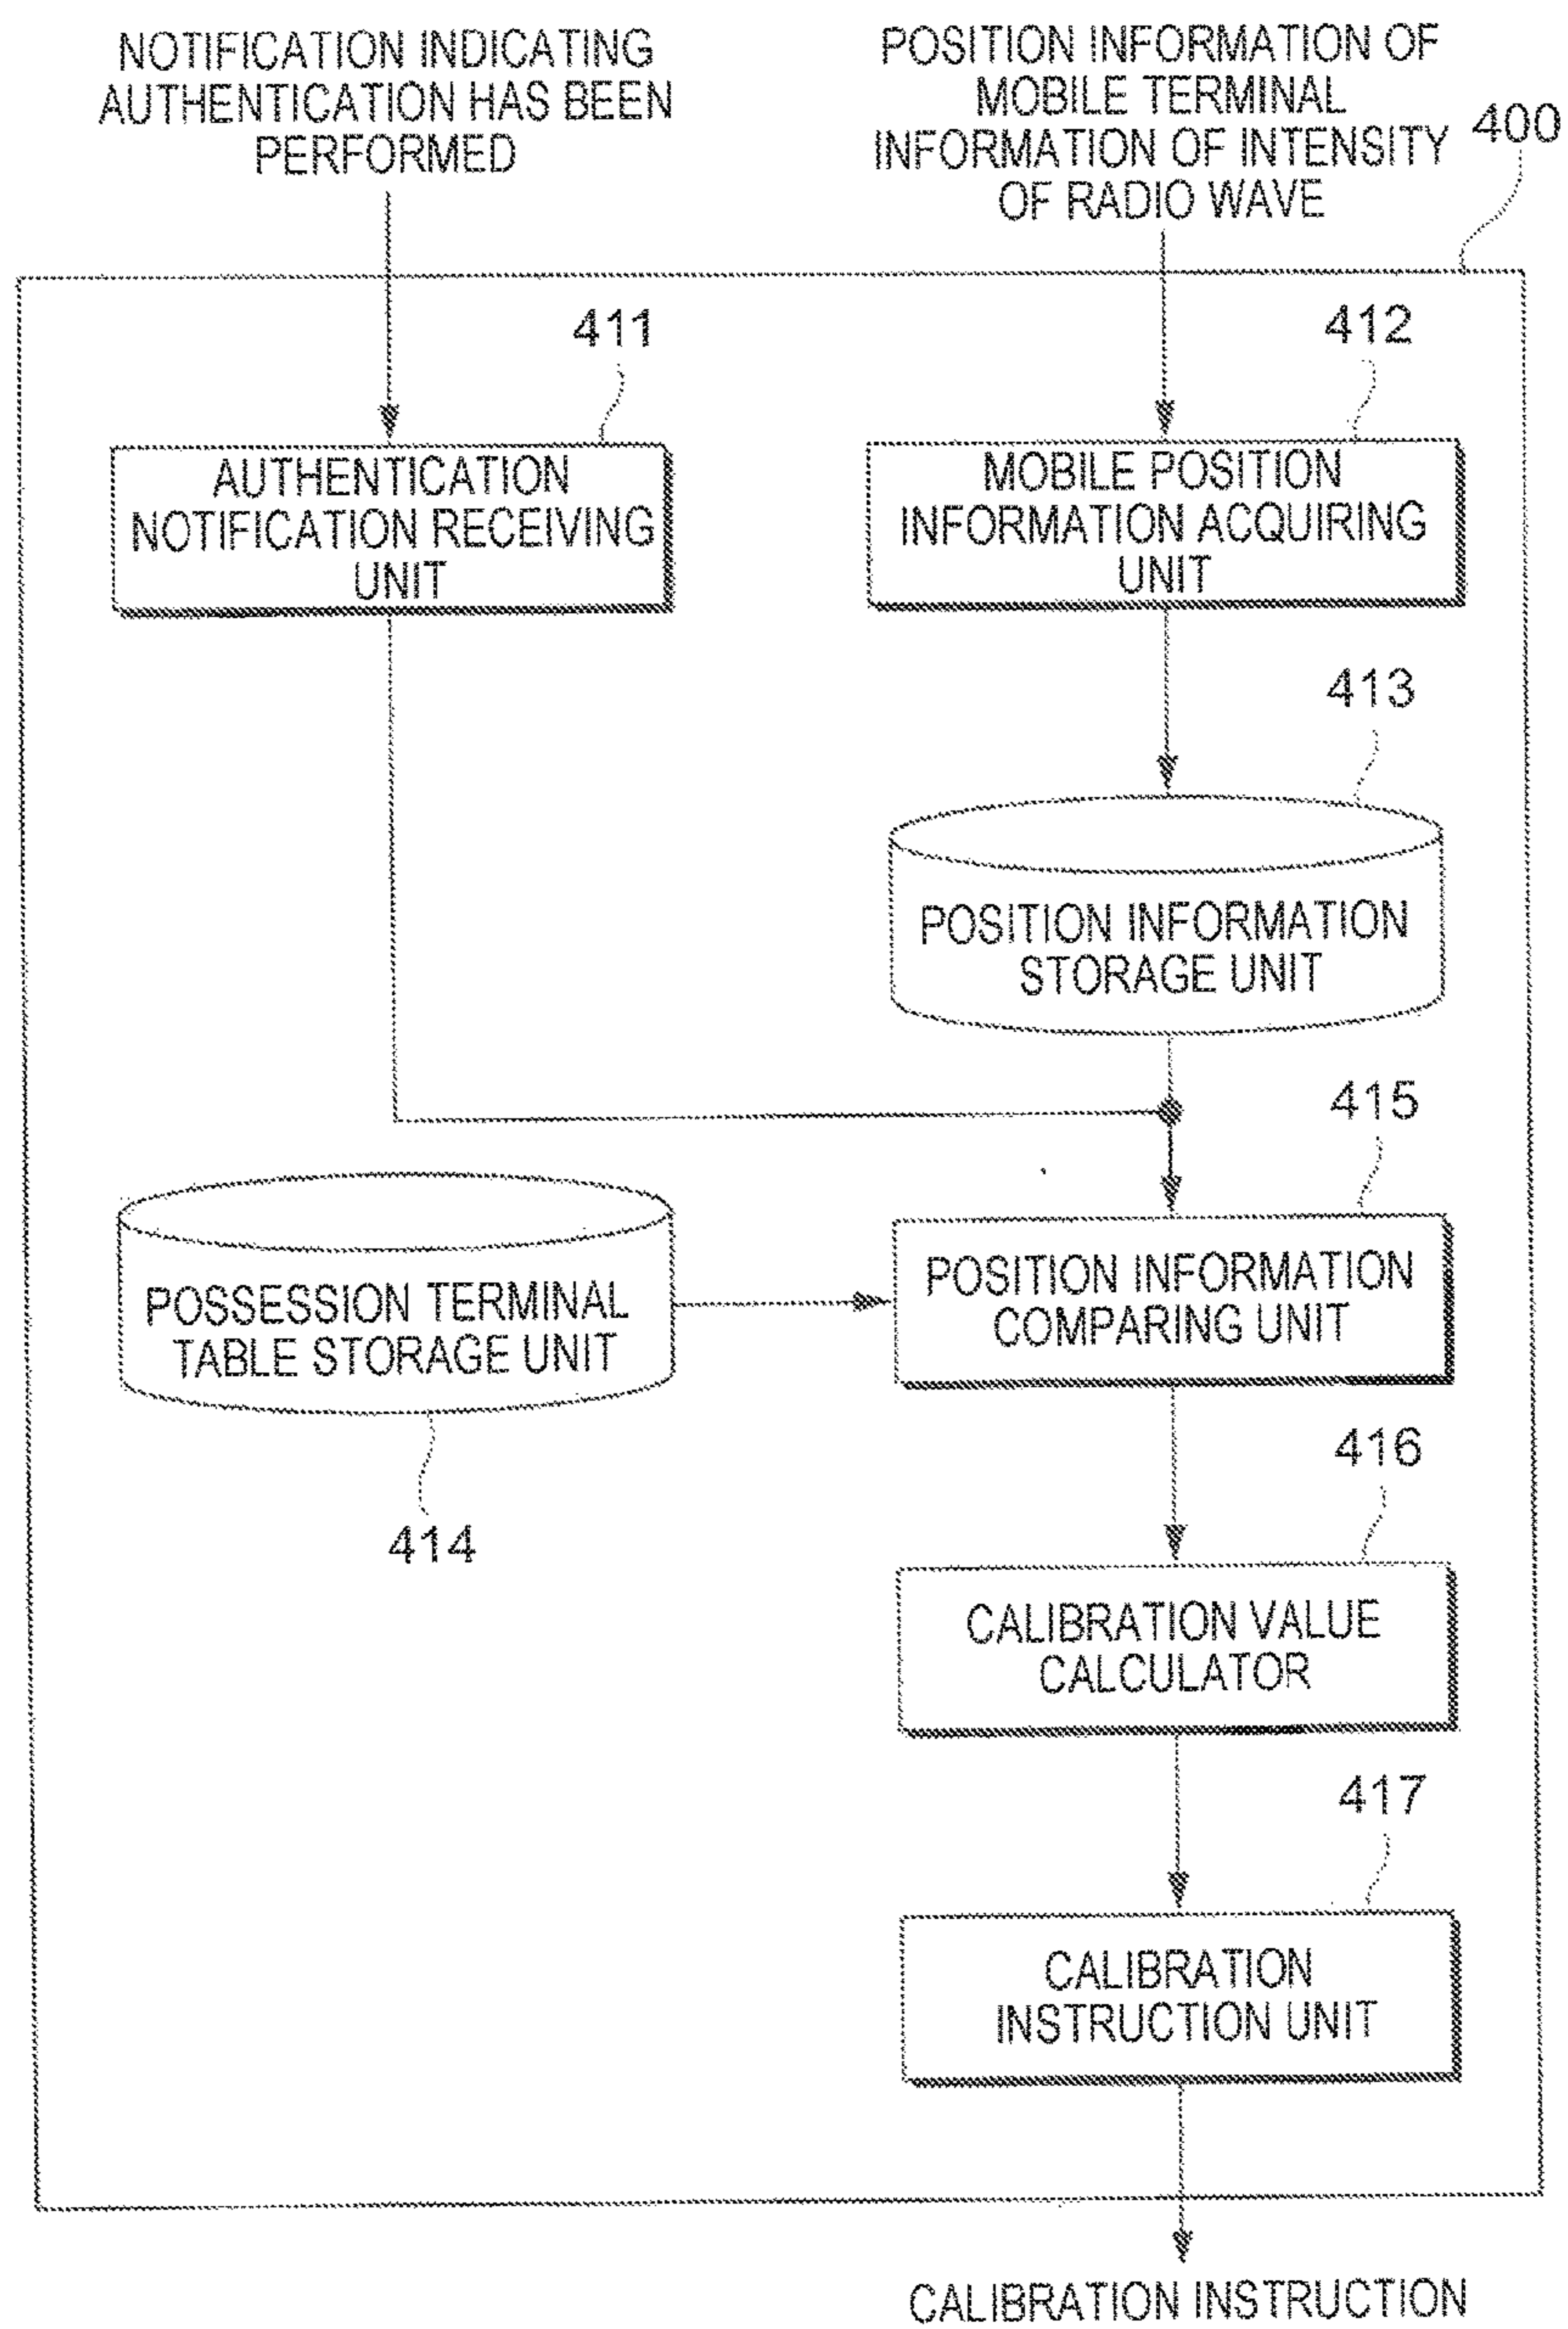 NOTIFICATION INDICATING
AUTHENTICATION HAS BEEN
PERFORMED
POSITION INFORMATION OF
MOBILE TERMINAL
INFORMATION OF INTENSITY
OF RADIO WAVE
400
411
412
AUTHENTICATION
NOTIFICATION RECEIVING
UNIT
MOBILE POSITION
INFORMATION ACQUIRING
UNIT
413
POSITION INFORMATION
STORAGE UNIT
415
POSSESSION TERMINAL
TABLE STORAGE UNIT
414
POSITION INFORMATION
COMPARING UNIT
416
CALIBRATION VALUE
CALCULATOR
417
CALIBRATION
INSTRUCTION UNIT
CALIBRATION INSTRUCTION